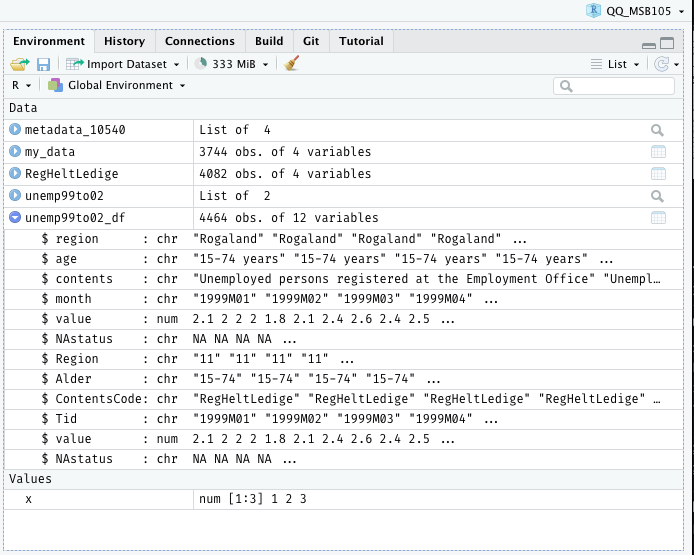 QQ_MSB105
Environment History Connections Build Git Tutorial
Import Dataset 333 MiB List
R Global Environment
Data
metadata_10540 List of  4
my_data 3744 obs. of 4 variables
RegHeltLedige 4082 obs. of 4 variables
unemp99to02 List of  2
unemp99to02_df 4464 obs. of 12 variables
$ region : chr "Rogaland" "Rogaland" "Rogaland" "Rogaland" ...
$ age : chr "15-74 years" "15-74 years" "15-74 years" "15-74 years" ...
$ contents : chr "Unemployed persons registered at the Employment Office" "Unempl…
$ month : chr "1999M01" "1999M02" "1999M03" "1999M04" ...
$ value : num 2.1 2 2 2 1.8 2.1 2.4 2.6 2.4 2.5 ...
$ NAstatus : chr NA NA NA NA ...
$ Region : chr "11" "11" "11" "11" ...
$ Alder : chr "15-74" "15-74" "15-74" "15-74" ...
$ ContentsCode: chr "RegHeltLedige" "RegHeltLedige" "RegHeltLedige" "RegHeltLedige" …
$ Tid : chr "1999M01" "1999M02" "1999M03" "1999M04" ...
$ value : num 2.1 2 2 2 1.8 2.1 2.4 2.6 2.4 2.5 ...
$ NAstatus : chr NA NA NA NA ...
Values
x num [1:3] 1 2 3